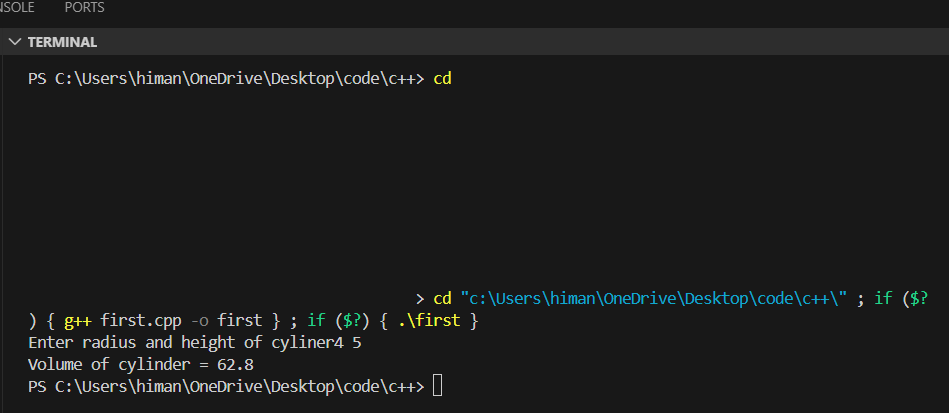 NSOLE PORTS
TERMINAL
PS C:\Users\himan\OneDrive\Desktop\code\c++> cd
> cd "c:\Users\himan\OneDrive\Desktop\code\c++\" ; if ($?
) { g++ first.cpp -o first } ; if ($?) { .\first }
Enter radius and height of cyliner4 5
Volume of cylinder = 62.8
PS C:\Users\himan\OneDrive\Desktop\code\c++>